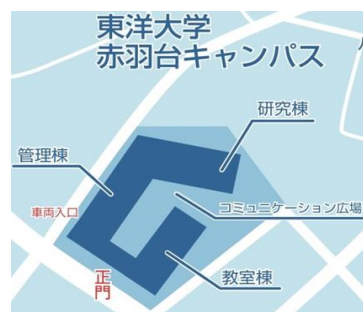 東洋大学
赤羽台キャンパス
研究棟
管理棟
車両入口
コミュニケーション広場
正門
教室棟